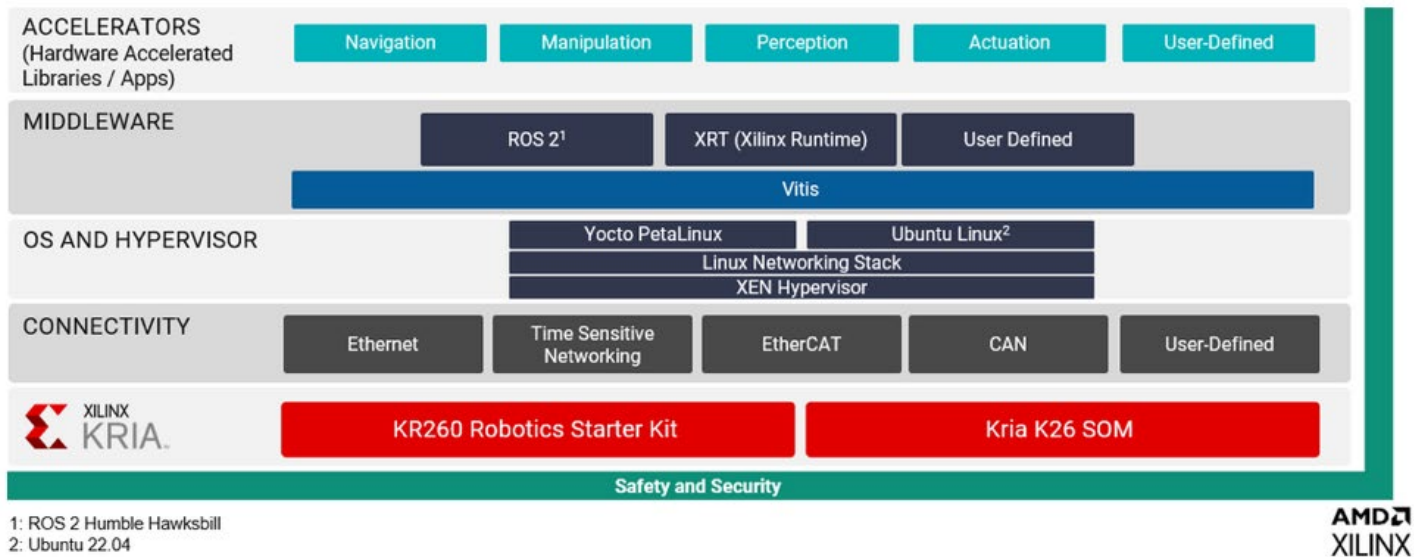 ACCELERATORS
(Hardware Accelerated
Libraries / Apps)
Navigation
Manipulation
Perception
Actuation
User-Defined
MIDDLEWARE
ROS 2¹
XRT (Xilinx Runtime)
User Defined
Vitis
OS AND HYPERVISOR
Yocto PetaLinux
Ubuntu Linux²
Linux Networking Stack
XEN Hypervisor
CONNECTIVITY
Ethernet
Time Sensitive
Networking
EtherCAT
CAN
User-Defined
XILINX
KRIA™
KR260 Robotics Starter Kit
Kria K26 SOM
Safety and Security
1: ROS 2 Humble Hawksbill
2: Ubuntu 22.04
AMD
XILINX